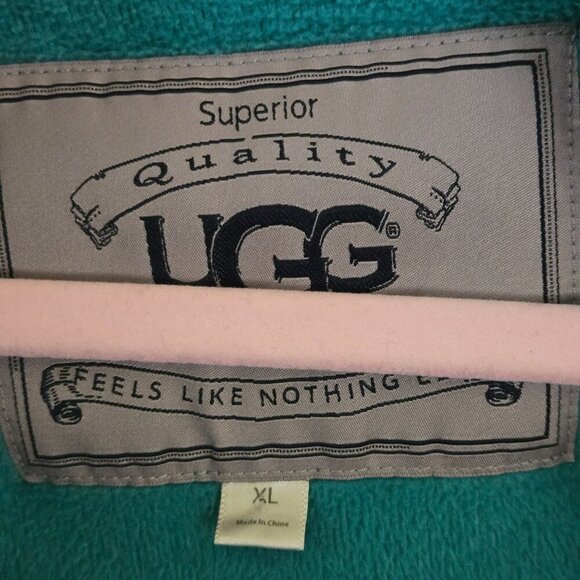 Superior
Quality
UGG®
FEELS LIKE NOTHING
XL
Made In China